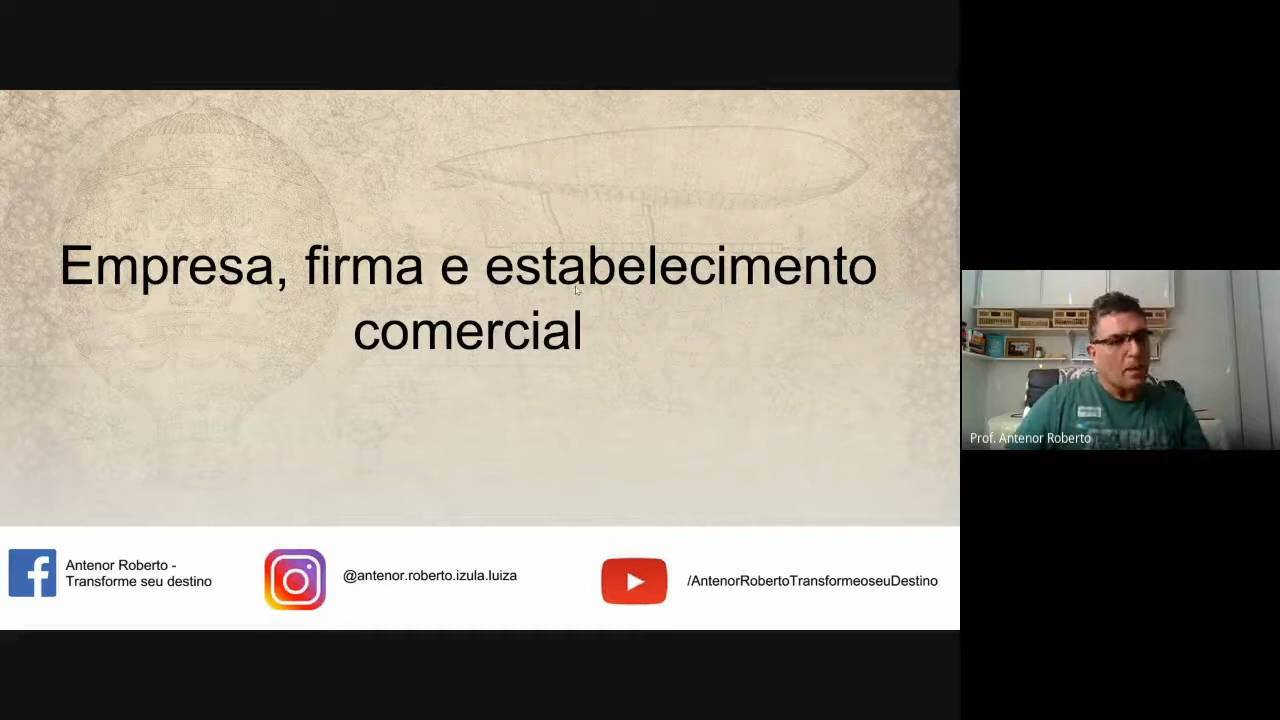 Empresa, firma e estabelecimento
comercial
Prof. Antenor Roberto
Antenor Roberto -
Transforme seu destino
@antenor.roberto.izula.luiza
/AntenorRobertoTransformeoseuDestino